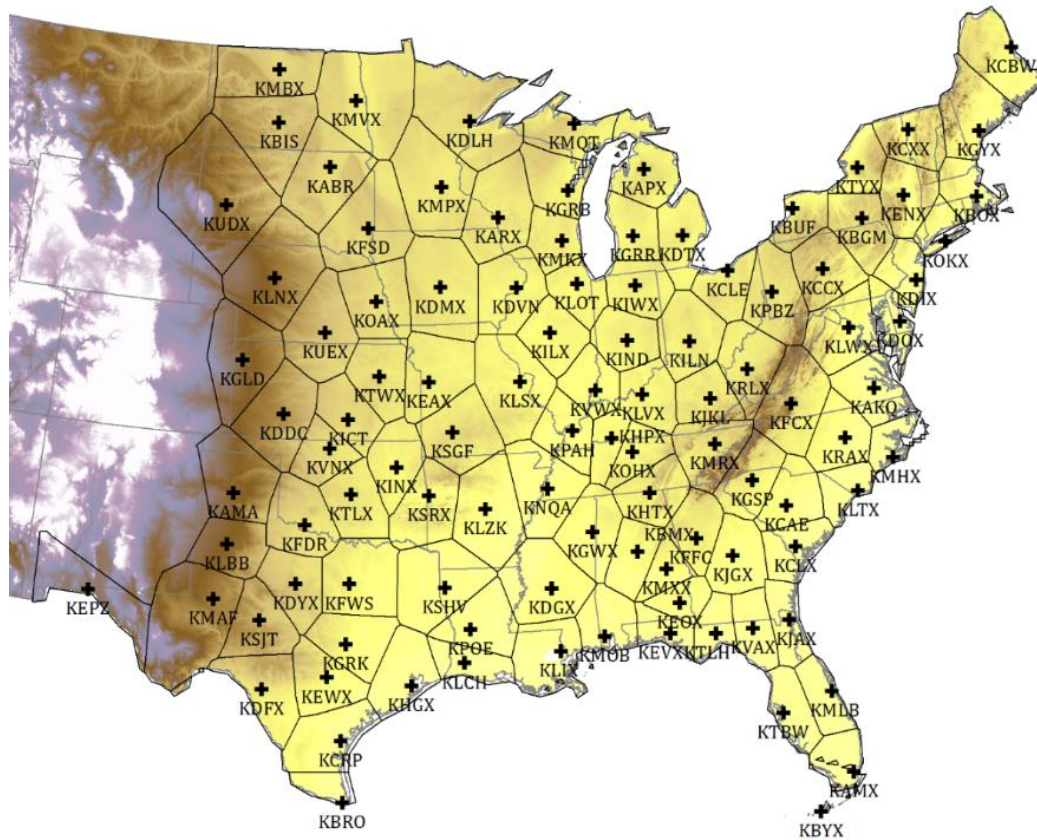 KCBW
KMBX
KMVX
KBIS
KDLH
KMQT
KCXX
KGYX
KABR
KAPX
KTYX
KUDX
KMPX
KGRB
KENX
KBOX
KARX
KBUF
KBGM
KFSD
KMKX
KGRR
KDTX
KOKX
KLNX
KCLE
KCCX
KDMX
KDVN
KLOT
KIWX
KPBZ
KDIX
KOAX
KUEX
KILX
KIND
KILN
KLWX
KDOX
KGLD
KTWX
KEAX
KLSX
KVWX
KLVX
KRLX
KJKL
KAKQ
KDDC
KICT
KFCX
KVNX
KSGF
KPAH
KHPX
KOHX
KMRX
KRAX
KMHX
KINX
KGSP
KAMA
KTLX
KSRX
KLZK
KNQA
KHTX
KCAE
KLTX
KFDR
KGWX
KBMX
KFFC
KLBB
KJGX
KCLX
KEPZ
KMAF
KDYX
KFWS
KSHV
KDGX
KMXX
KSJT
KEOX
KGRK
KPOE
KMOB
KEVX
KTLH
KVAX
KJAX
KDFX
KEWX
KHGX
KLCH
KLIX
KMLB
KTBW
KCRP
KAMX
KBRO
KBYX